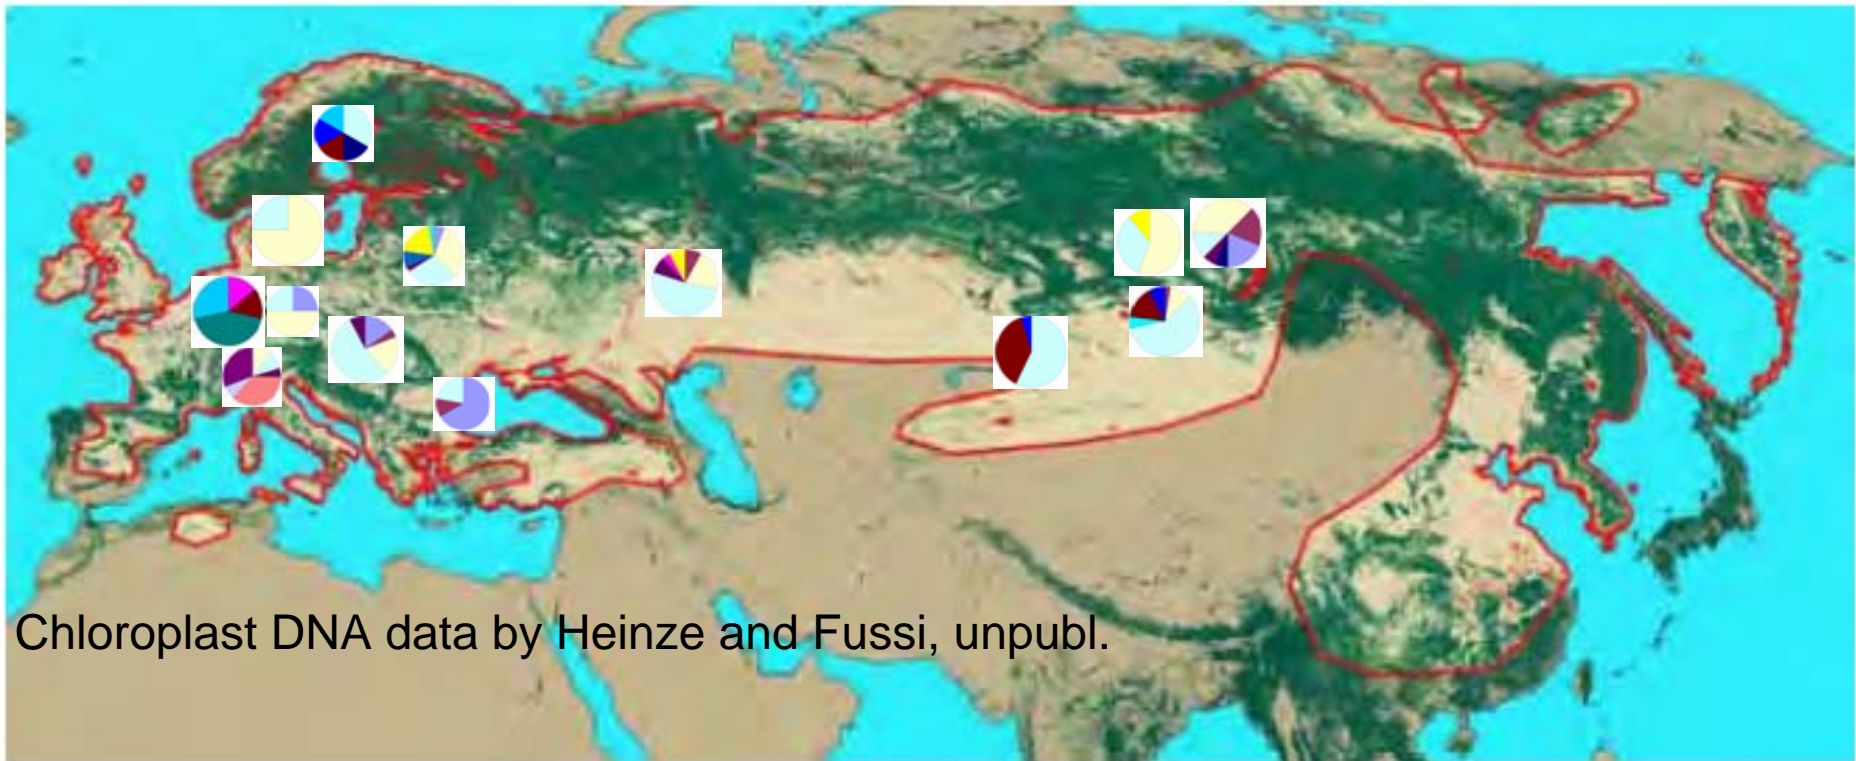 Chloroplast DNA data by Heinze and Fussi, unpubl.